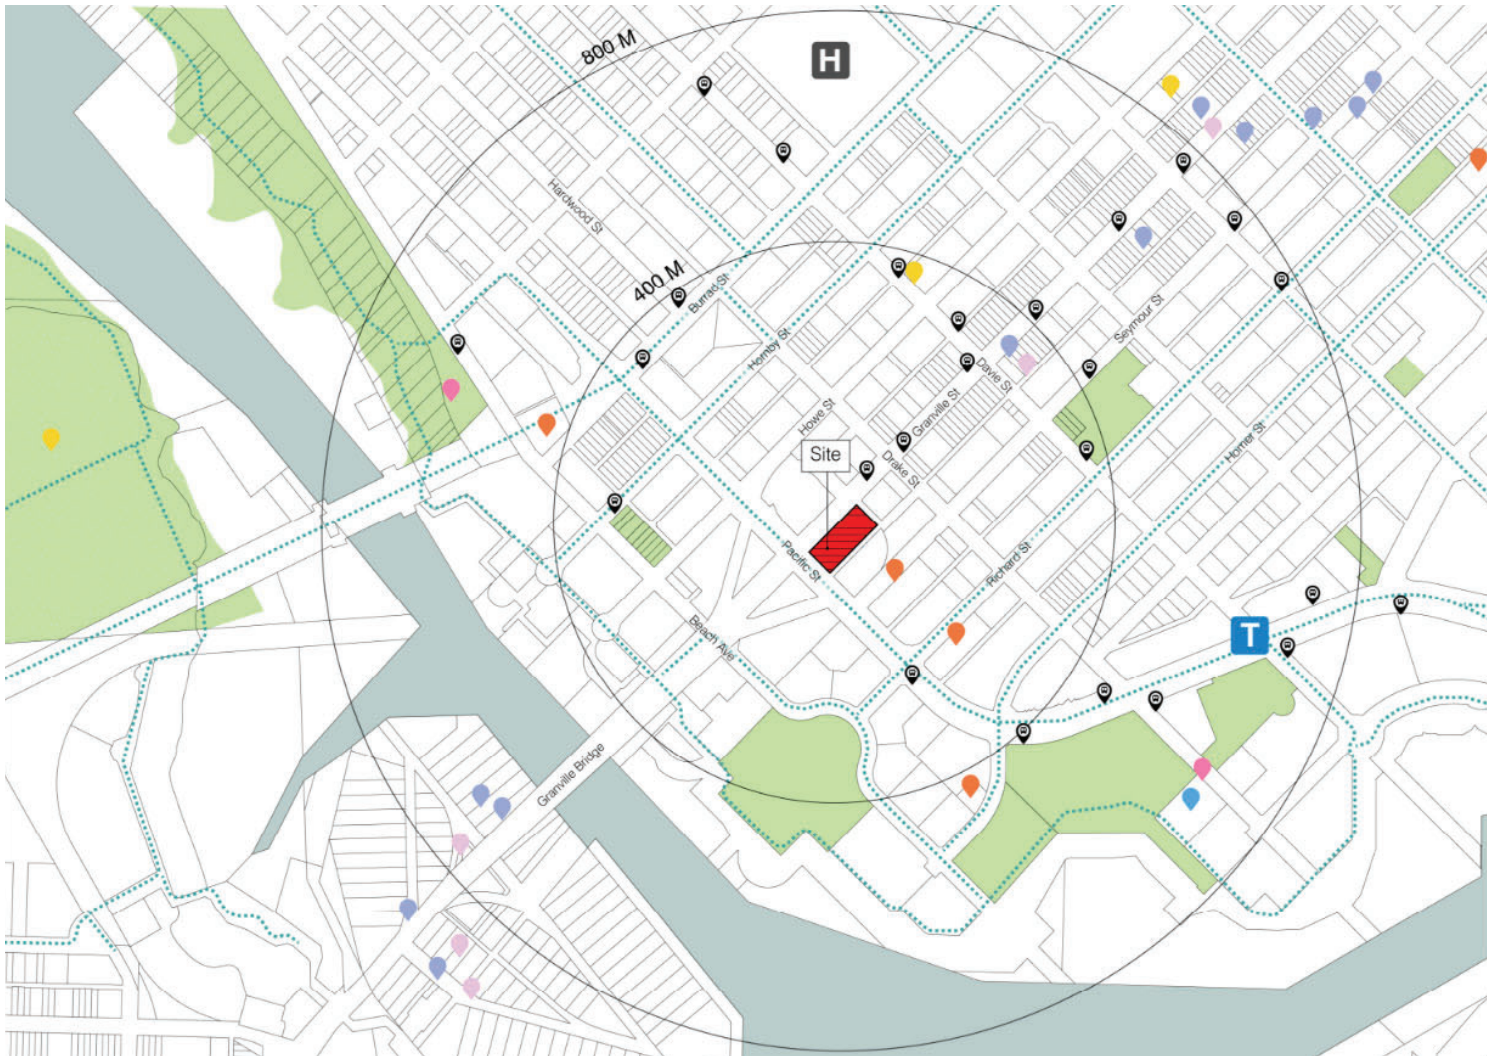 800 M
H
Hardwood St
400 M
Burrad St
Hornby St
Seymour St
Davie St
Howe St
Granville St
Homer St
Site
Drake St
Pacific St
Richard St
Beach Ave
T
Granville Bridge